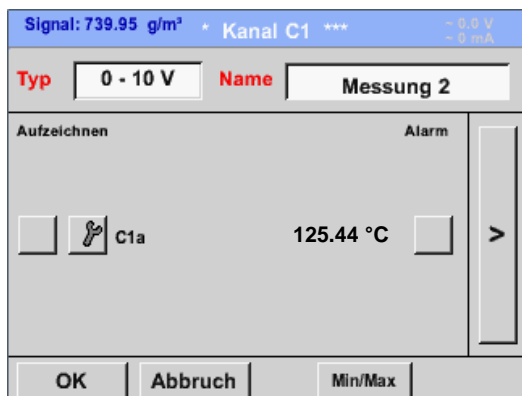 Signal: 739.95 g/m³ * Kanal C1 *** ~ 0.0 V
~ 0 mA
Typ 0 - 10 V Name Messung 2
Aufzeichnen Alarm
C1a 125.44 °C >
OK Abbruch Min/Max